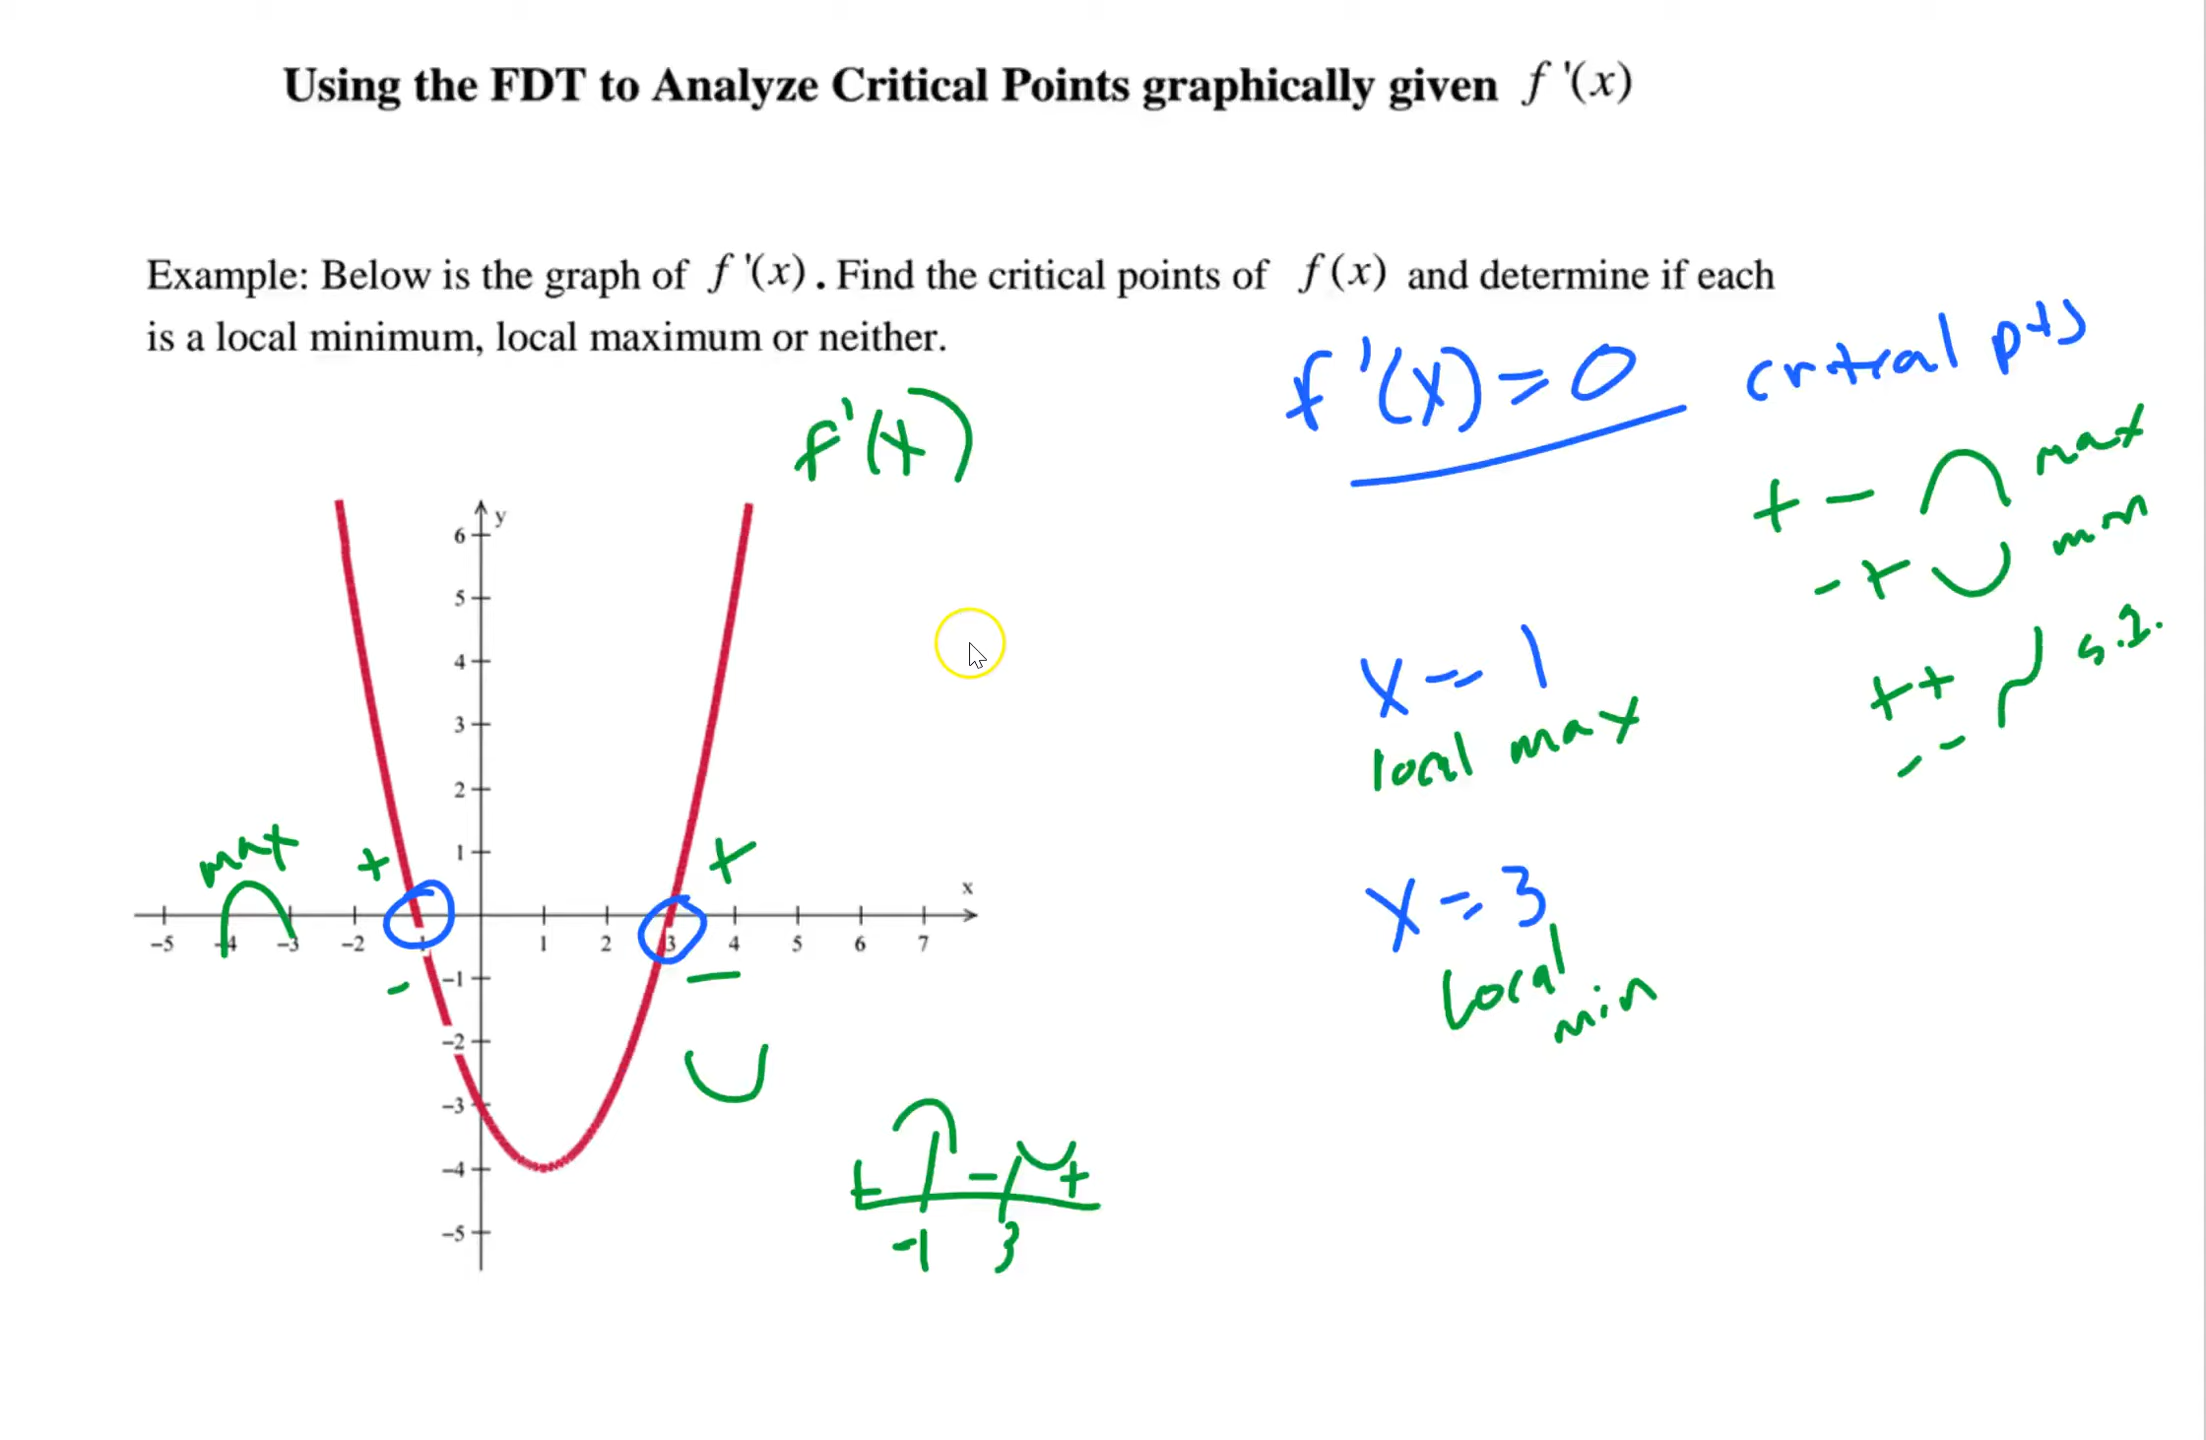 Using the FDT to Analyze Critical Points graphically given f '(x)
Example: Below is the graph of f '(x). Find the critical points of f(x) and determine if each
is a local minimum, local maximum or neither.
f'(x) = 0 critical pts
f'(x)
+ - max
- + min
+ + s.I.
- -
x = -1
local max
x = 3
local min
y
6
5
4
3
2
1
-1
-2
-3
-4
-5
x
-5 -4 -3 -2 1 2 3 4 5 6 7
max + - + -
+ - +
-1 3